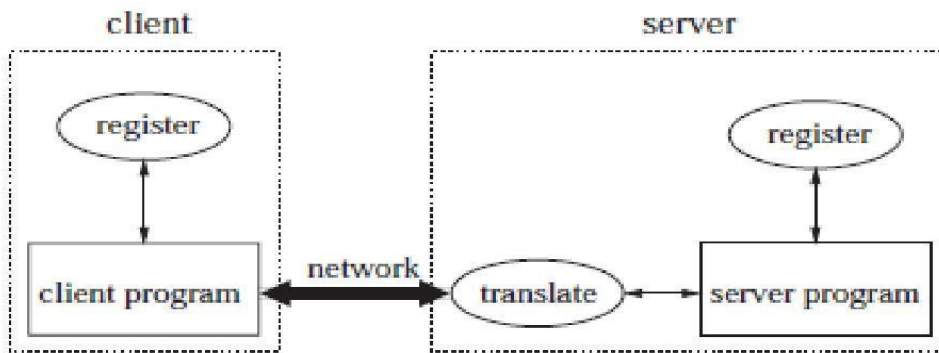 client
server
register
register
network
client program
translate
server program